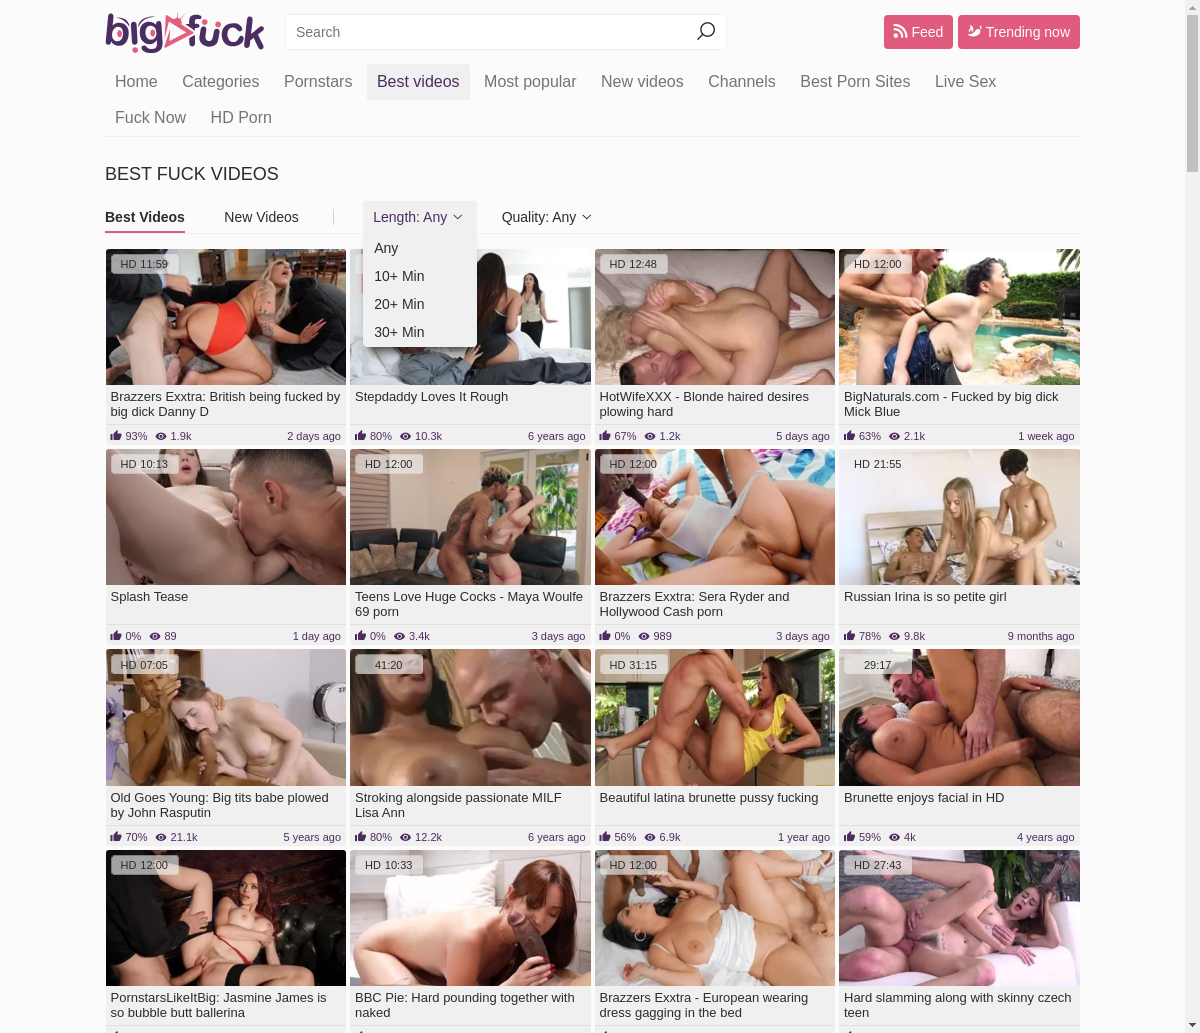 bigfuck
Search
Feed
Trending now
Home Categories Pornstars Best videos Most popular New videos Channels Best Porn Sites Live Sex
Fuck Now HD Porn
BEST FUCK VIDEOS
Best Videos New Videos Length: Any Quality: Any
Any
10+ Min
20+ Min
30+ Min
HD 11:59
Brazzers Exxtra: British being fucked by
big dick Danny D
93% 1.9k 2 days ago
Stepdaddy Loves It Rough
80% 10.3k 6 years ago
HD 12:48
HotWifeXXX - Blonde haired desires
plowing hard
67% 1.2k 5 days ago
HD 12:00
BigNaturals.com - Fucked by big dick
Mick Blue
63% 2.1k 1 week ago
HD 10:13
Splash Tease
0% 89 1 day ago
HD 12:00
Teens Love Huge Cocks - Maya Woulfe
69 porn
0% 3.4k 3 days ago
HD 12:00
Brazzers Exxtra: Sera Ryder and
Hollywood Cash porn
0% 989 3 days ago
HD 21:55
Russian Irina is so petite girl
78% 9.8k 9 months ago
HD 07:05
Old Goes Young: Big tits babe plowed
by John Rasputin
70% 21.1k 5 years ago
41:20
Stroking alongside passionate MILF
Lisa Ann
80% 12.2k 6 years ago
HD 31:15
Beautiful latina brunette pussy fucking
56% 6.9k 1 year ago
29:17
Brunette enjoys facial in HD
59% 4k 4 years ago
HD 12:00
PornstarsLikeItBig: Jasmine James is
so bubble butt ballerina
HD 10:33
BBC Pie: Hard pounding together with
naked
HD 12:00
Brazzers Exxtra - European wearing
dress gagging in the bed
HD 27:43
Hard slamming along with skinny czech
teen